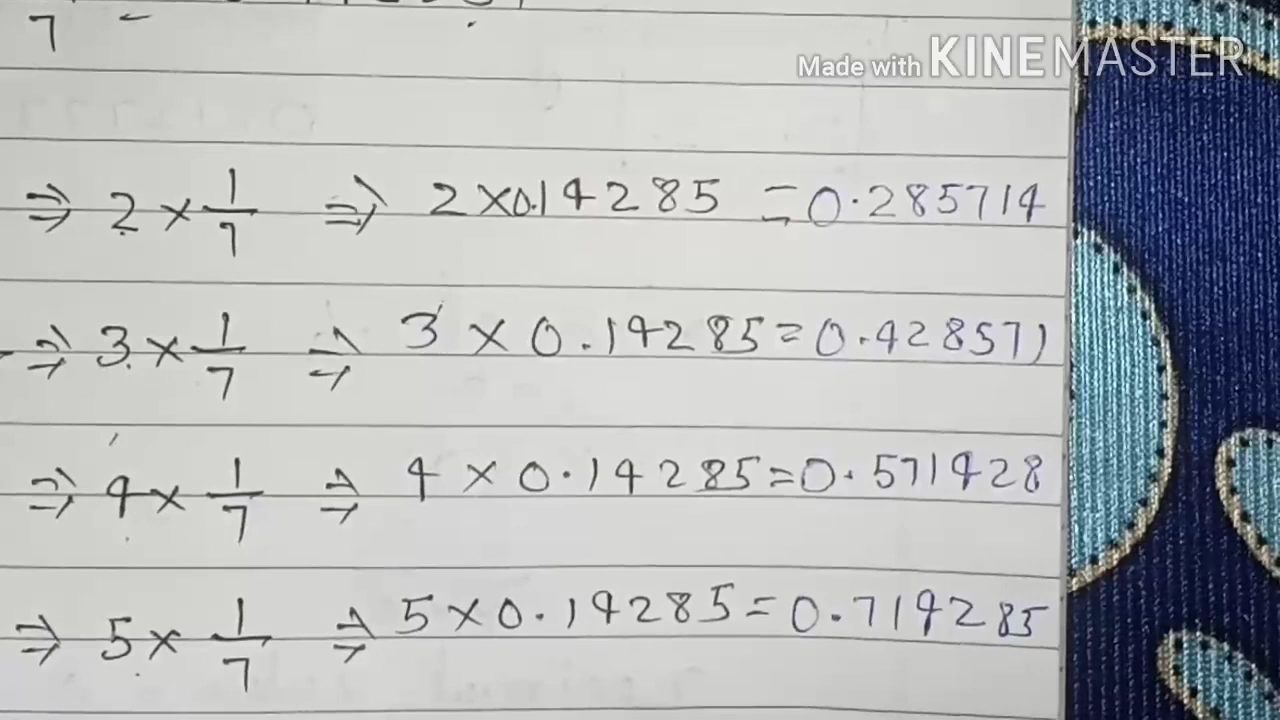 7
Made with KINEMASTER
⇒ 2 × 1/7 ⇒ 2 × 0.14285 = 0.285714
⇒ 3 × 1/7 ⇒ 3 × 0.14285 = 0.428571
⇒ 4 × 1/7 ⇒ 4 × 0.14285 = 0.571428
⇒ 5 × 1/7 ⇒ 5 × 0.14285 = 0.714285